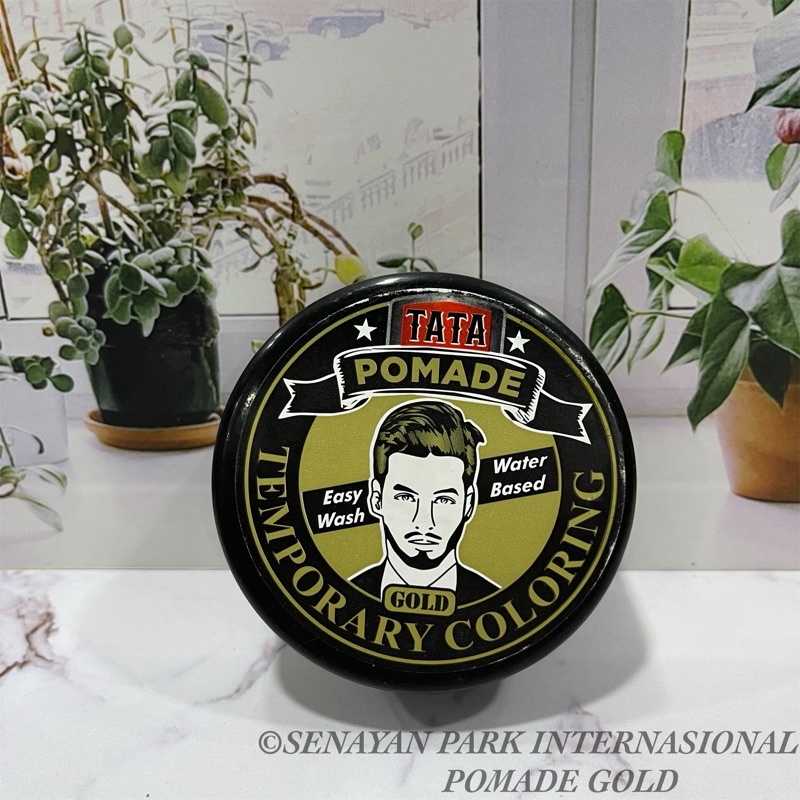 TATA
POMADE
Easy
Wash
Water
Based
GOLD
TEMPORARY COLORING
©SENAYAN PARK INTERNASIONAL
POMADE GOLD